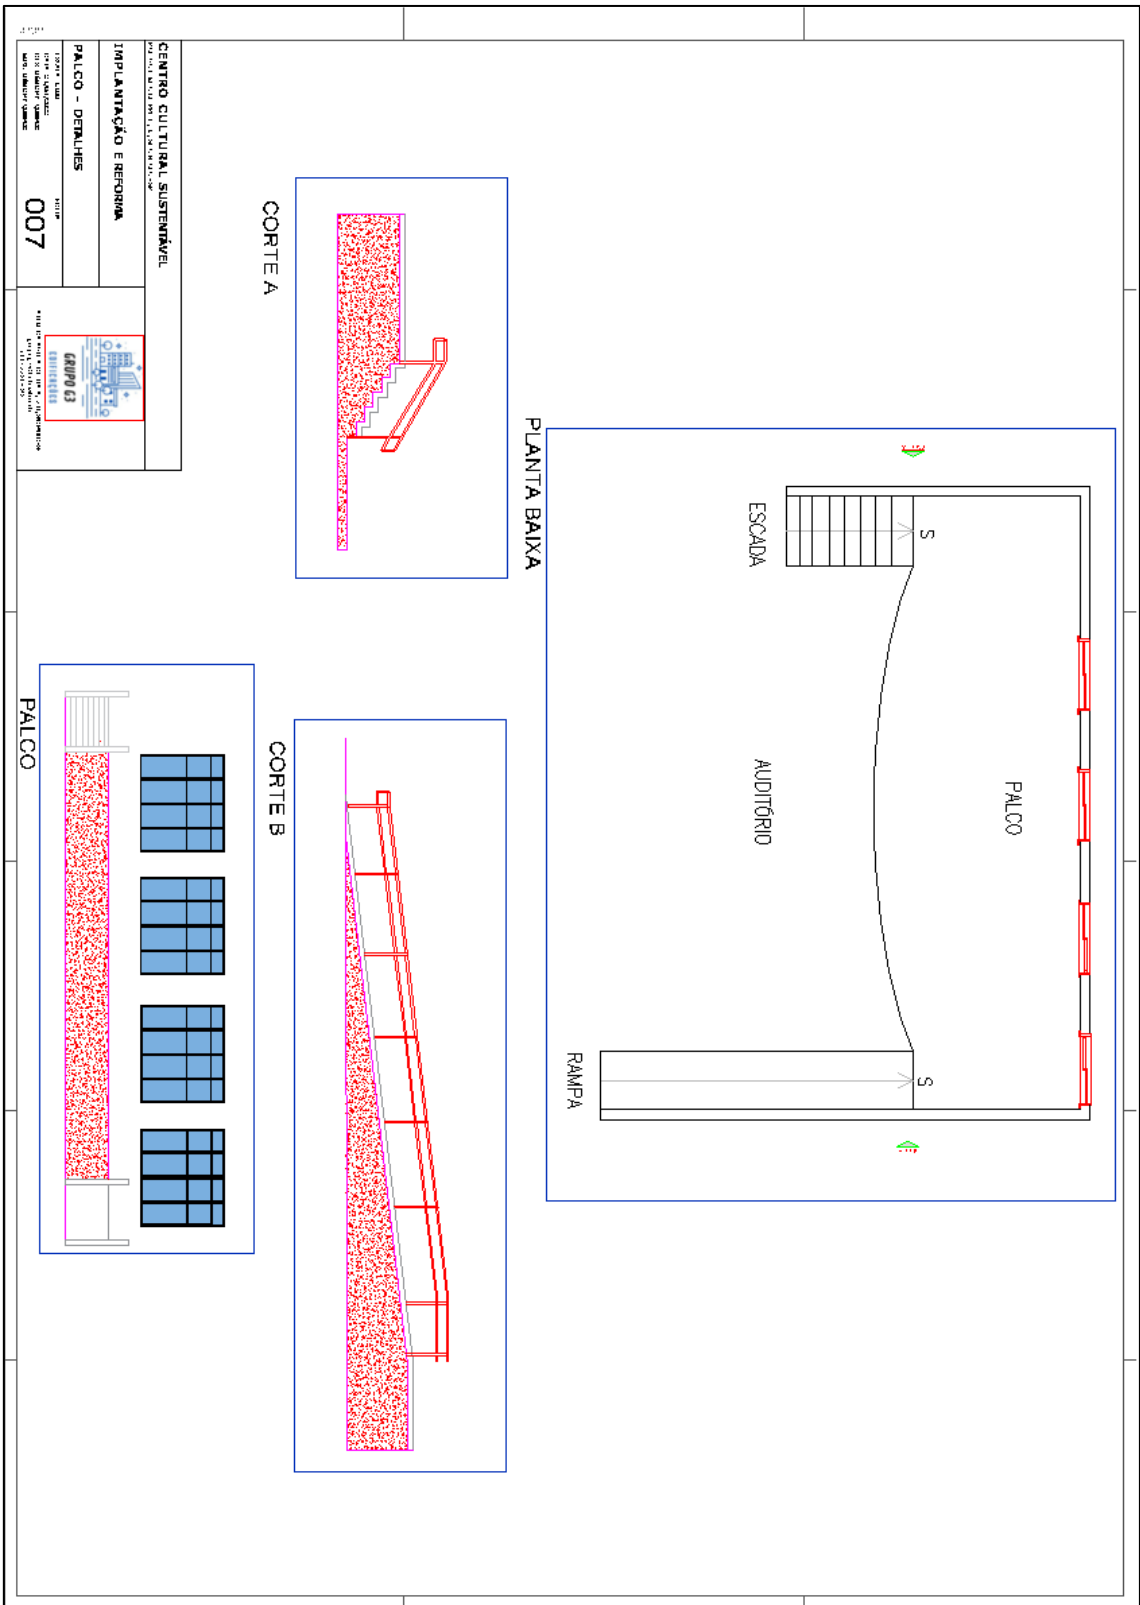 PLANTA BAIXA
ESCADA
S
PALCO
AUDITÓRIO
S
RAMPA
CORTE A
CORTE B
PALCO
CENTRO CULTURAL SUSTENTÁVEL
IMPLANTAÇÃO E REFORMA
PALCO - DETALHES
007
GRUPO G3
EDIFICAÇÕES